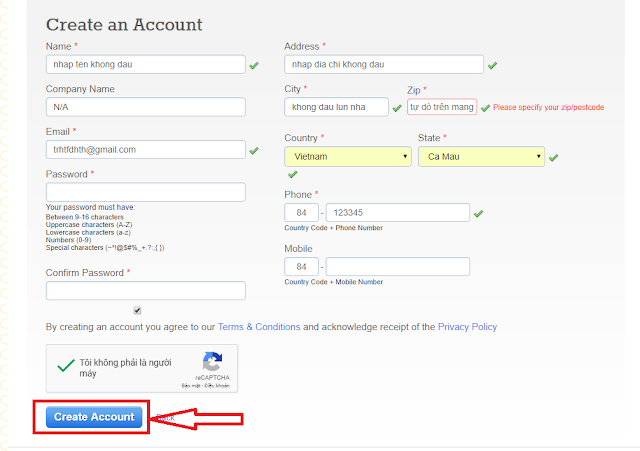 Create an Account
Name *
nhap ten khong dau
Address *
nhap dia chi khong dau
Company Name
N/A
City *
khong dau lun nha
Zip *
tự dò trên mang
Please specify your zip/postcode
Email *
trhtfdhth@gmail.com
Country *
Vietnam
State *
Ca Mau
Password *
Your password must have:
Between 9-16 characters
Uppercase characters (A-Z)
Lowercase characters (a-z)
Numbers (0-9)
Special characters (~*!@$#%_+.?:,{ })
Phone *
84 - 123345
Country Code + Phone Number
Mobile
84 -
Country Code + Mobile Number
Confirm Password *
By creating an account you agree to our Terms & Conditions and acknowledge receipt of the Privacy Policy
Tôi không phải là người
máy
reCAPTCHA
Bảo mật - Điều khoản
Create Account
Back